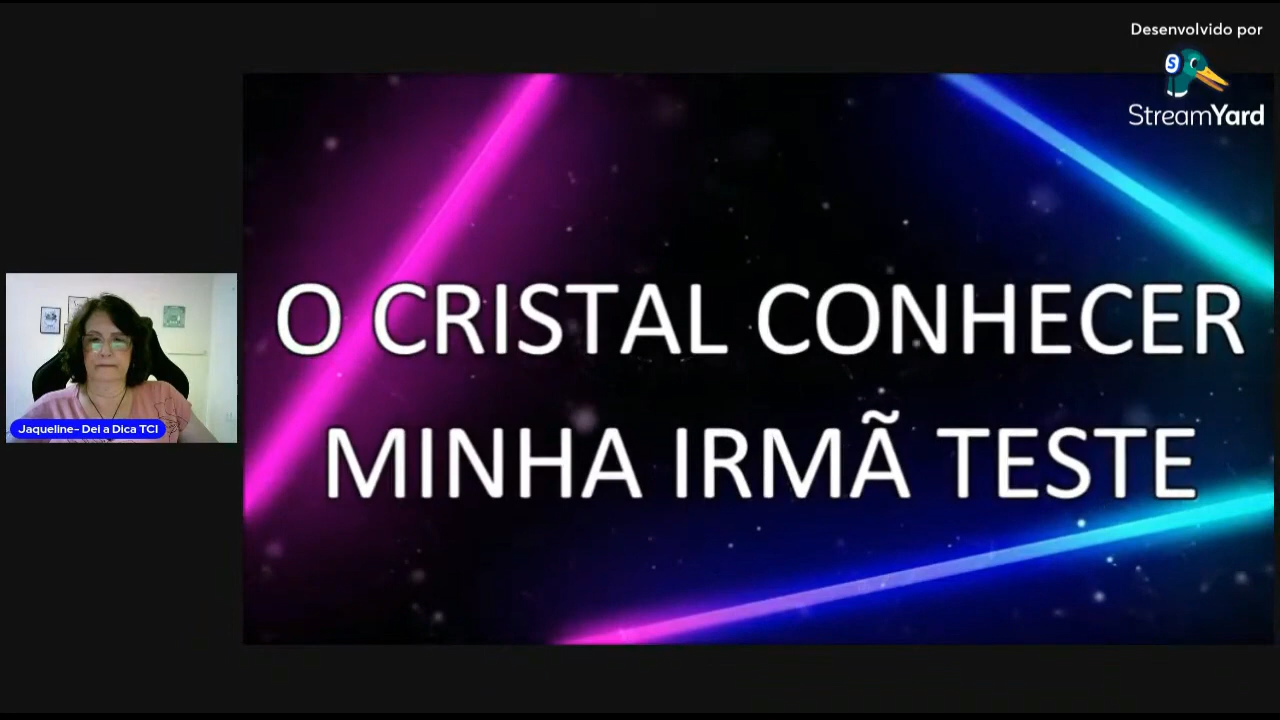 Desenvolvido por
S
StreamYard
O CRISTAL CONHECER
MINHA IRMÃ TESTE
Jaqueline- Dei a Dica TCI